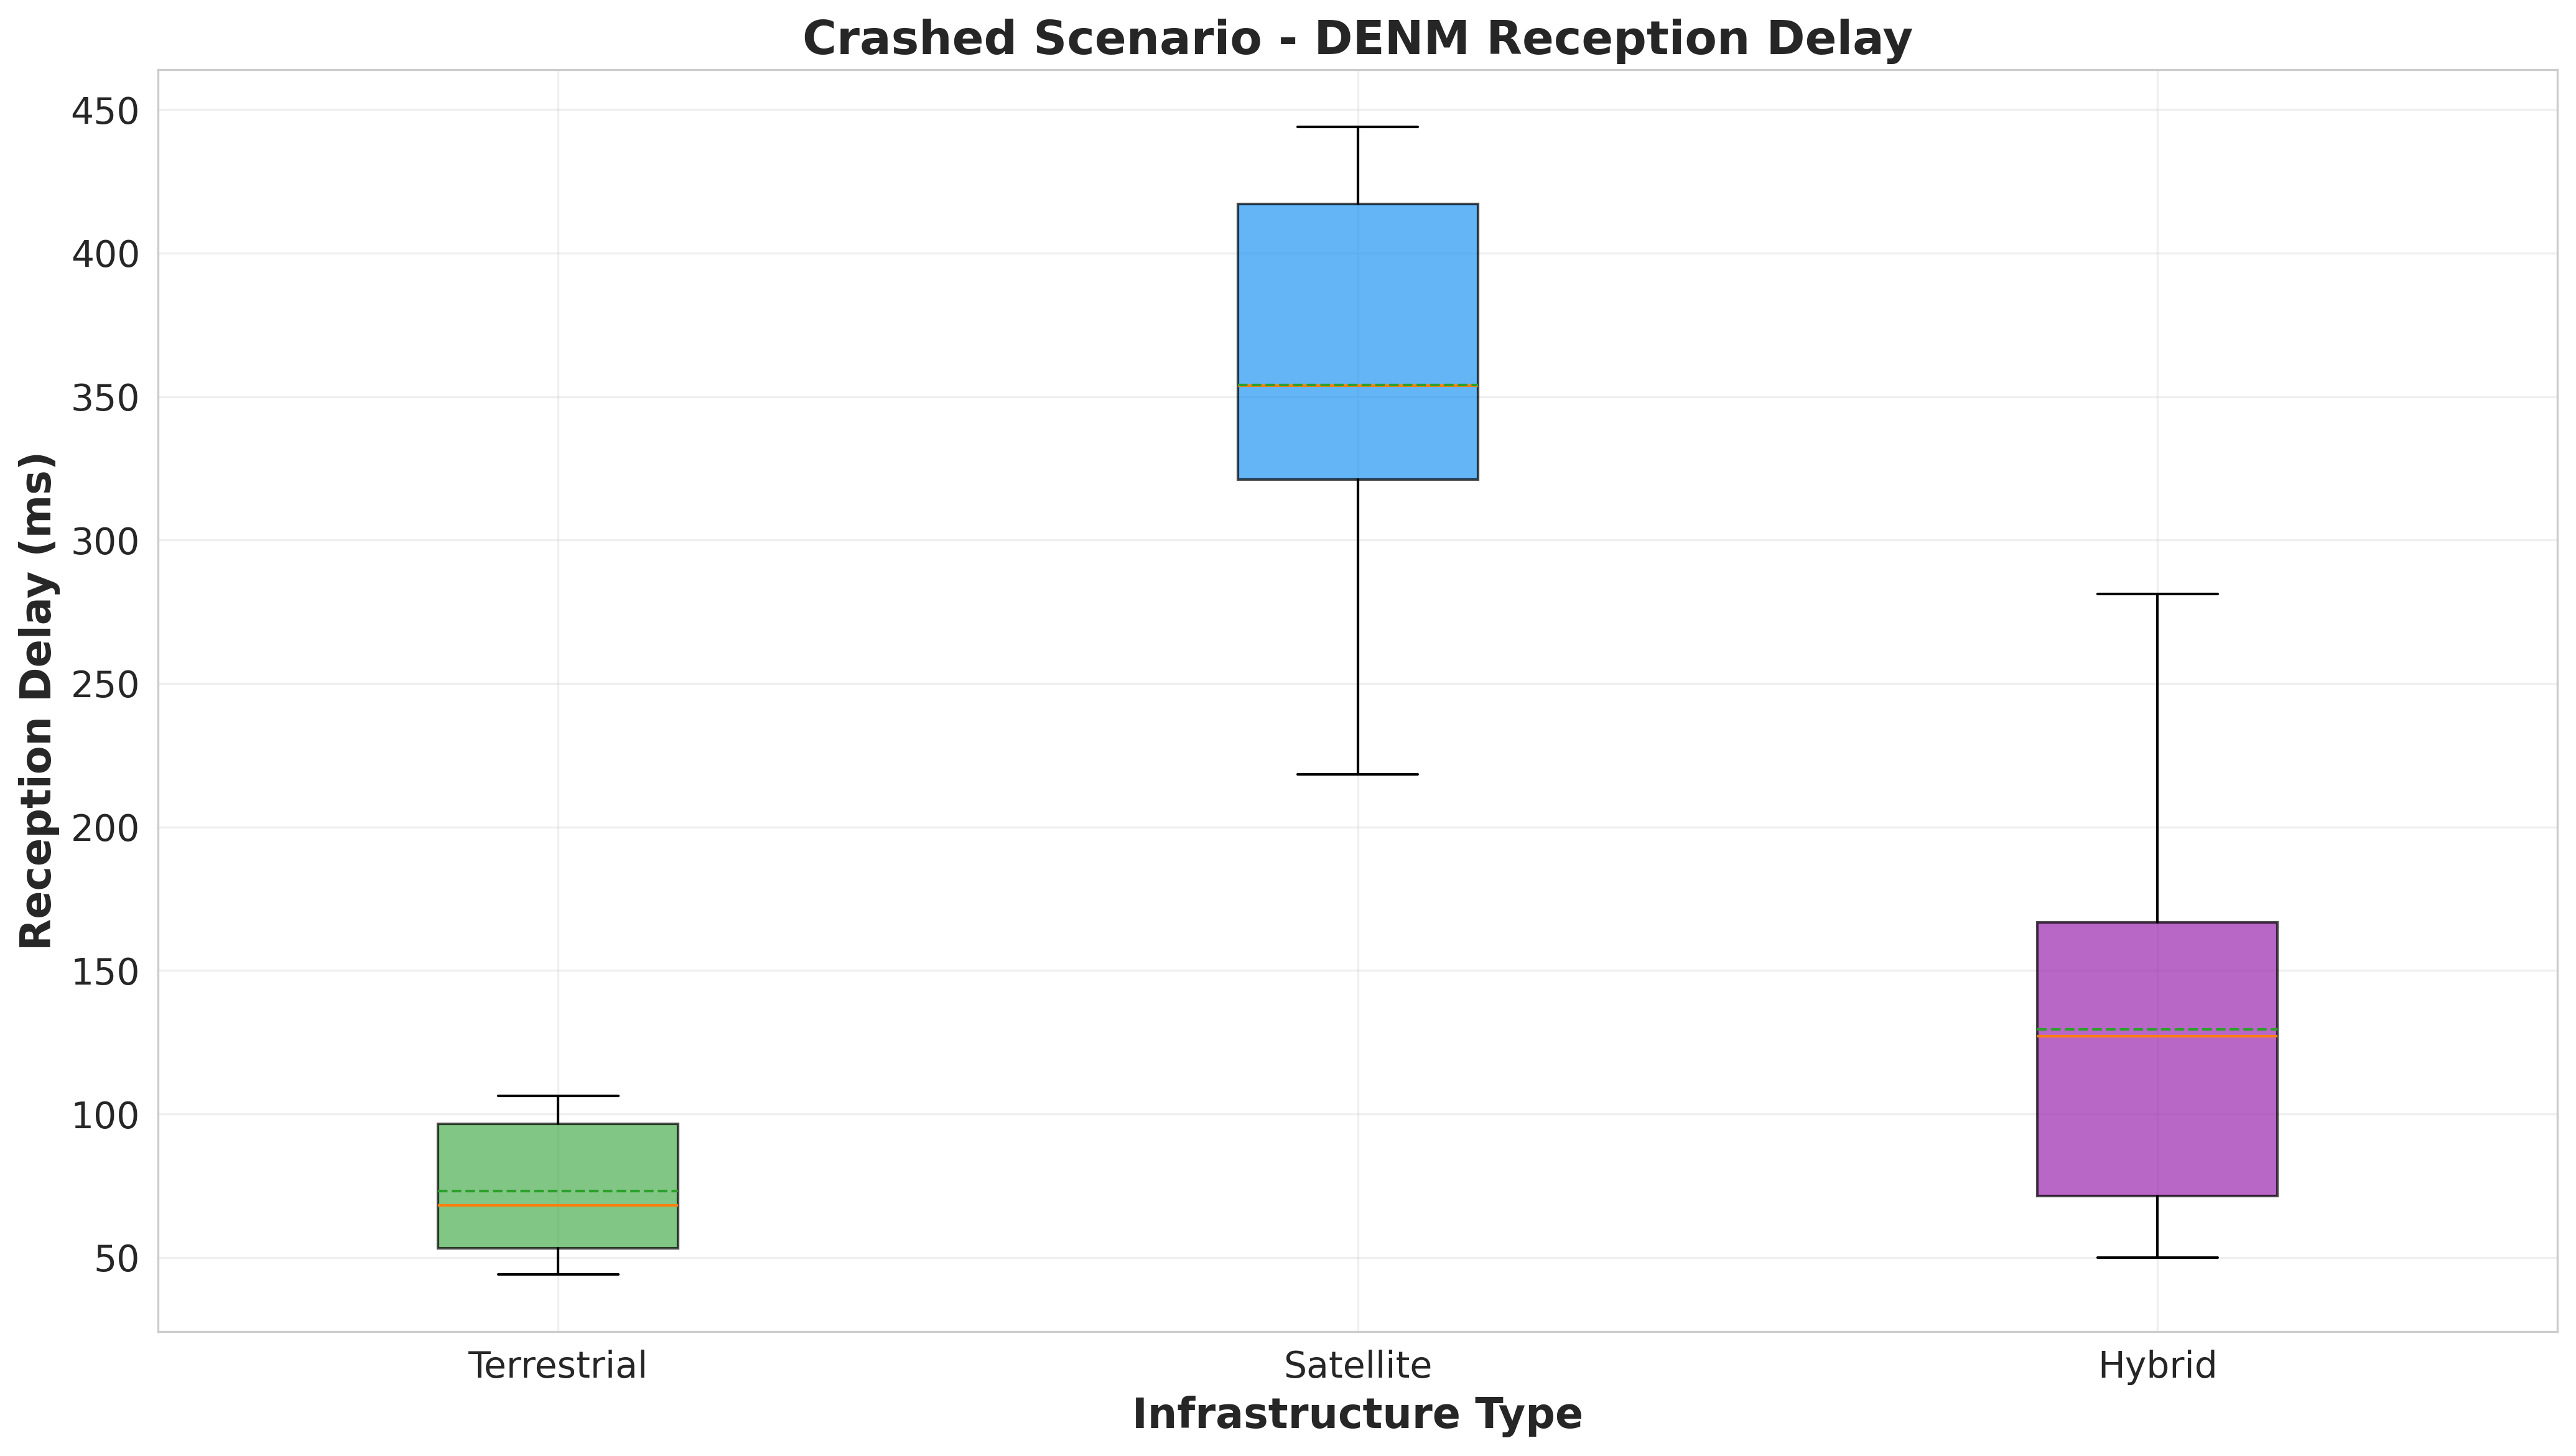 Crashed Scenario - DENM Reception Delay
Reception Delay (ms)
450
400
350
300
250
200
150
100
50
Terrestrial
Satellite
Hybrid
Infrastructure Type